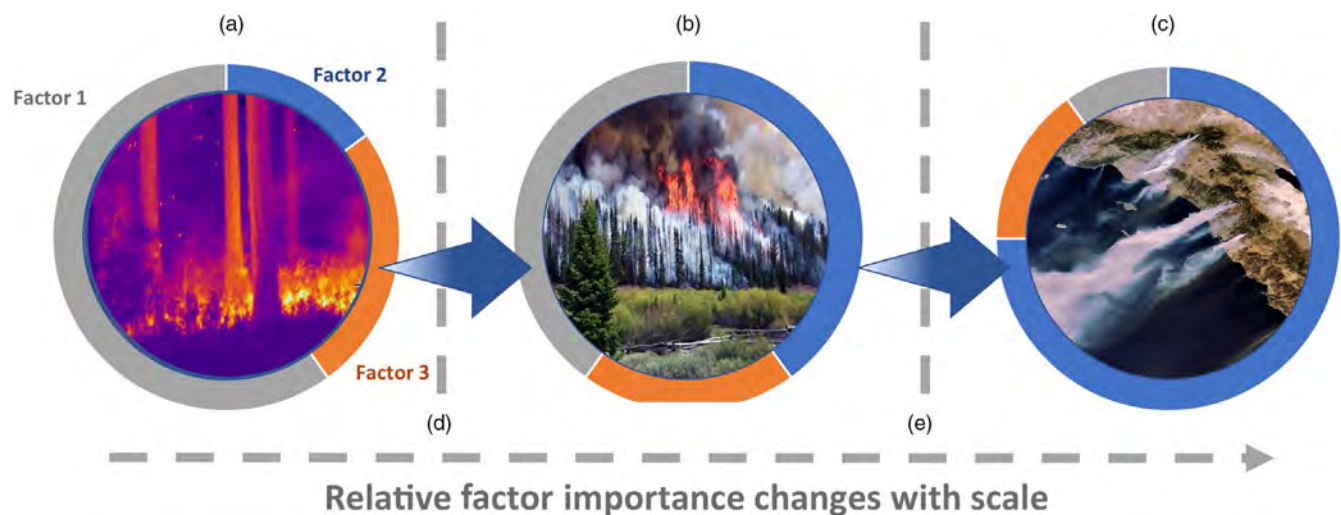 (a)
(b)
(c)
Factor 1
Factor 2
Factor 3
(d)
(e)
Relative factor importance changes with scale